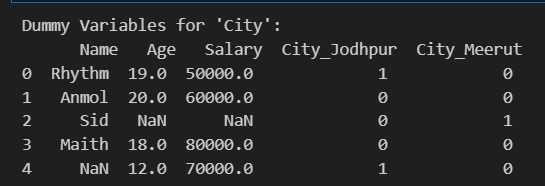 Dummy Variables for 'City':
Name Age Salary City_Jodhpur City_Meerut
0 Rhythm 19.0 50000.0 1 0
1 Anmol 20.0 60000.0 0 0
2 Sid NaN NaN 0 1
3 Maith 18.0 80000.0 0 0
4 NaN 12.0 70000.0 1 0